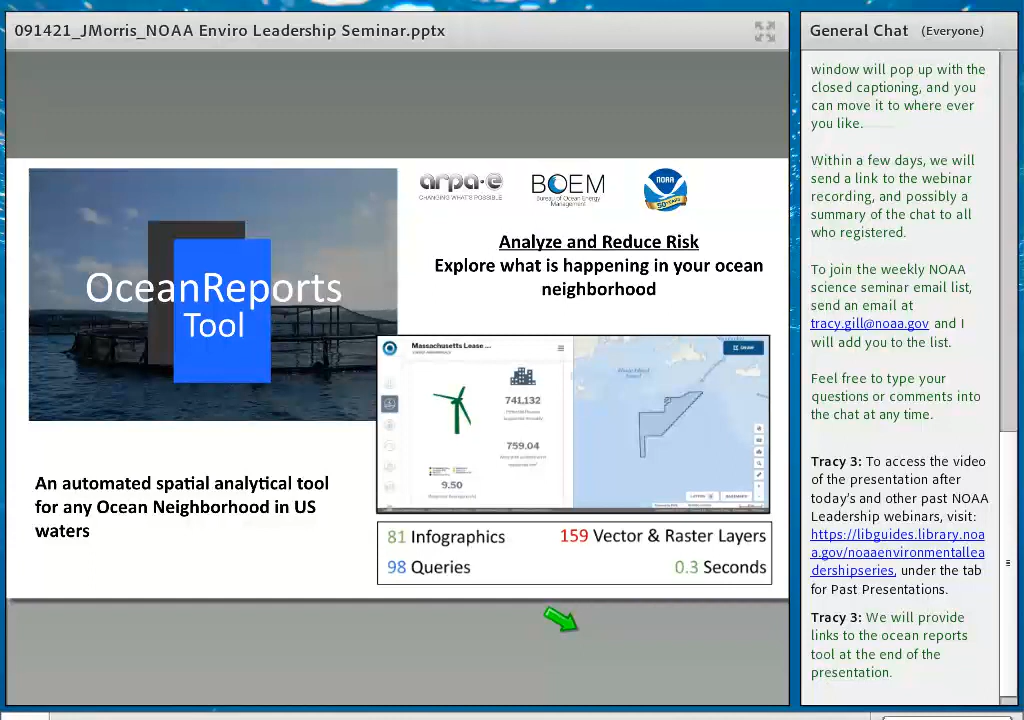 091421_JMorris_NOAA Enviro Leadership Seminar.pptx
OceanReports
Tool
arpa·e
CHANGING WHAT'S POSSIBLE
BOEM
Bureau of Ocean Energy
Management
NOAA
50 YEARS
Analyze and Reduce Risk
Explore what is happening in your ocean
neighborhood
Massachusetts Lease ...
741,132
759.04
9.50
DRAW
LAYERS
BASEMAPS
An automated spatial analytical tool
for any Ocean Neighborhood in US
waters
81 Infographics
159 Vector & Raster Layers
98 Queries
0.3 Seconds
General Chat (Everyone)
window will pop up with the
closed captioning, and you
can move it to where ever
you like.
Within a few days, we will
send a link to the webinar
recording, and possibly a
summary of the chat to all
who registered.
To join the weekly NOAA
science seminar email list,
send an email at
tracy.gill@noaa.gov and I
will add you to the list.
Feel free to type your
questions or comments into
the chat at any time.
Tracy 3: To access the video
of the presentation after
today's and other past NOAA
Leadership webinars, visit:
https://libguides.library.noa
a.gov/noaaenvironmentallea
dershipseries, under the tab
for Past Presentations.
Tracy 3: We will provide
links to the ocean reports
tool at the end of the
presentation.